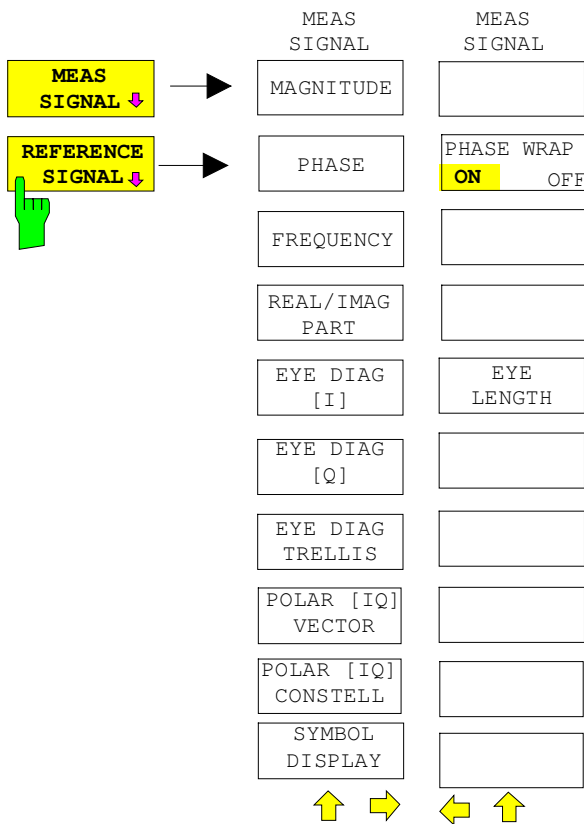 MEAS
SIGNAL
REFERENCE
SIGNAL
MEAS
SIGNAL
MAGNITUDE
PHASE
FREQUENCY
REAL/IMAG
PART
EYE DIAG
[I]
EYE DIAG
[Q]
EYE DIAG
TRELLIS
POLAR [IQ]
VECTOR
POLAR [IQ]
CONSTELL
SYMBOL
DISPLAY
MEAS
SIGNAL
PHASE WRAP
ON OFF
EYE
LENGTH